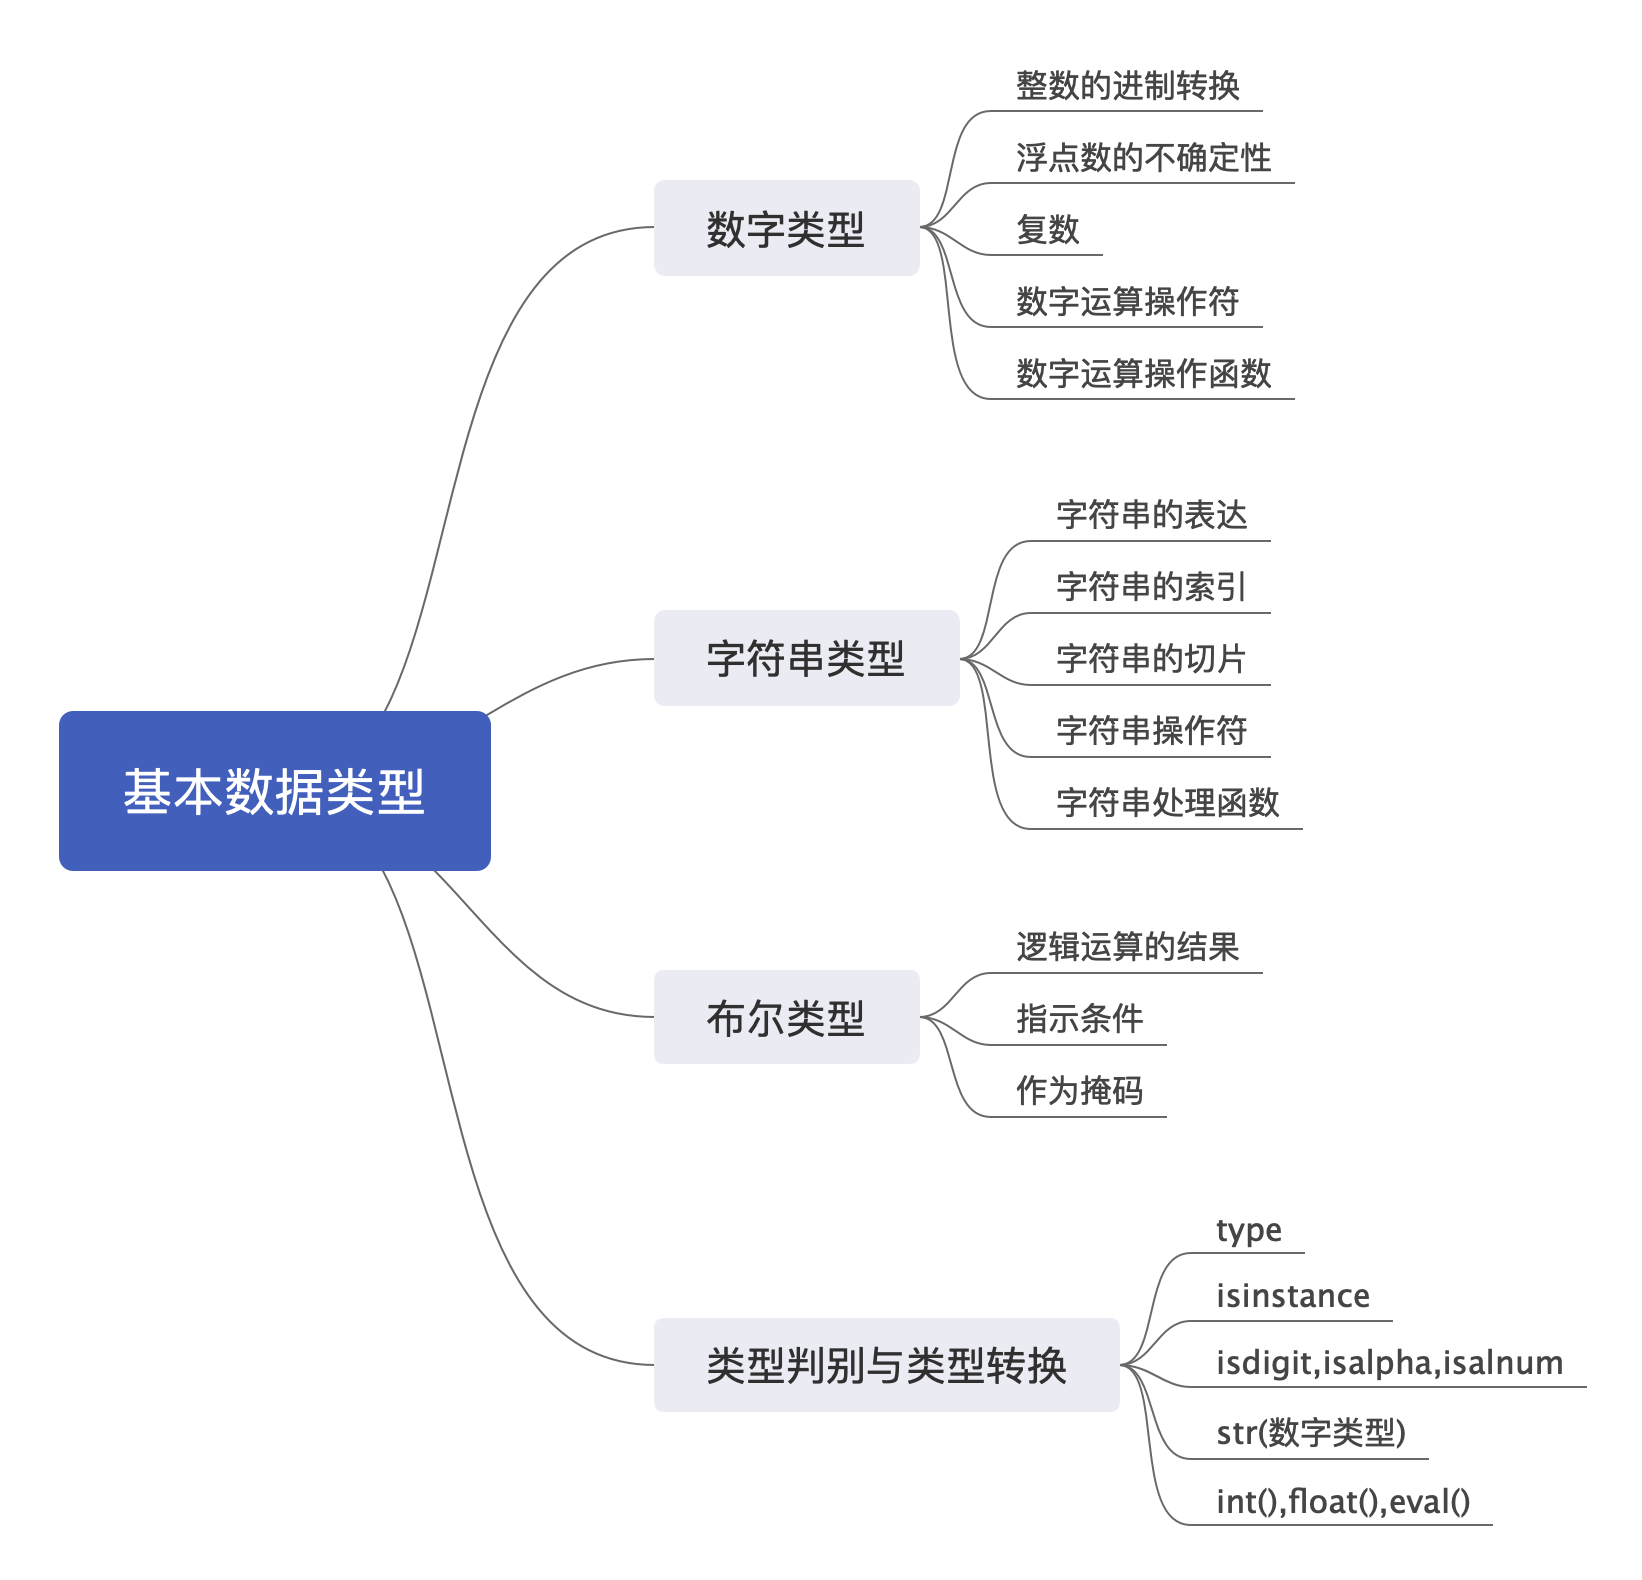 基本数据类型
数字类型
整数的进制转换
浮点数的不确定性
复数
数字运算操作符
数字运算操作函数
字符串类型
字符串的表达
字符串的索引
字符串的切片
字符串操作符
字符串处理函数
布尔类型
逻辑运算的结果
指示条件
作为掩码
类型判别与类型转换
type
isinstance
isdigit,isalpha,isalnum
str(数字类型)
int(),float(),eval()